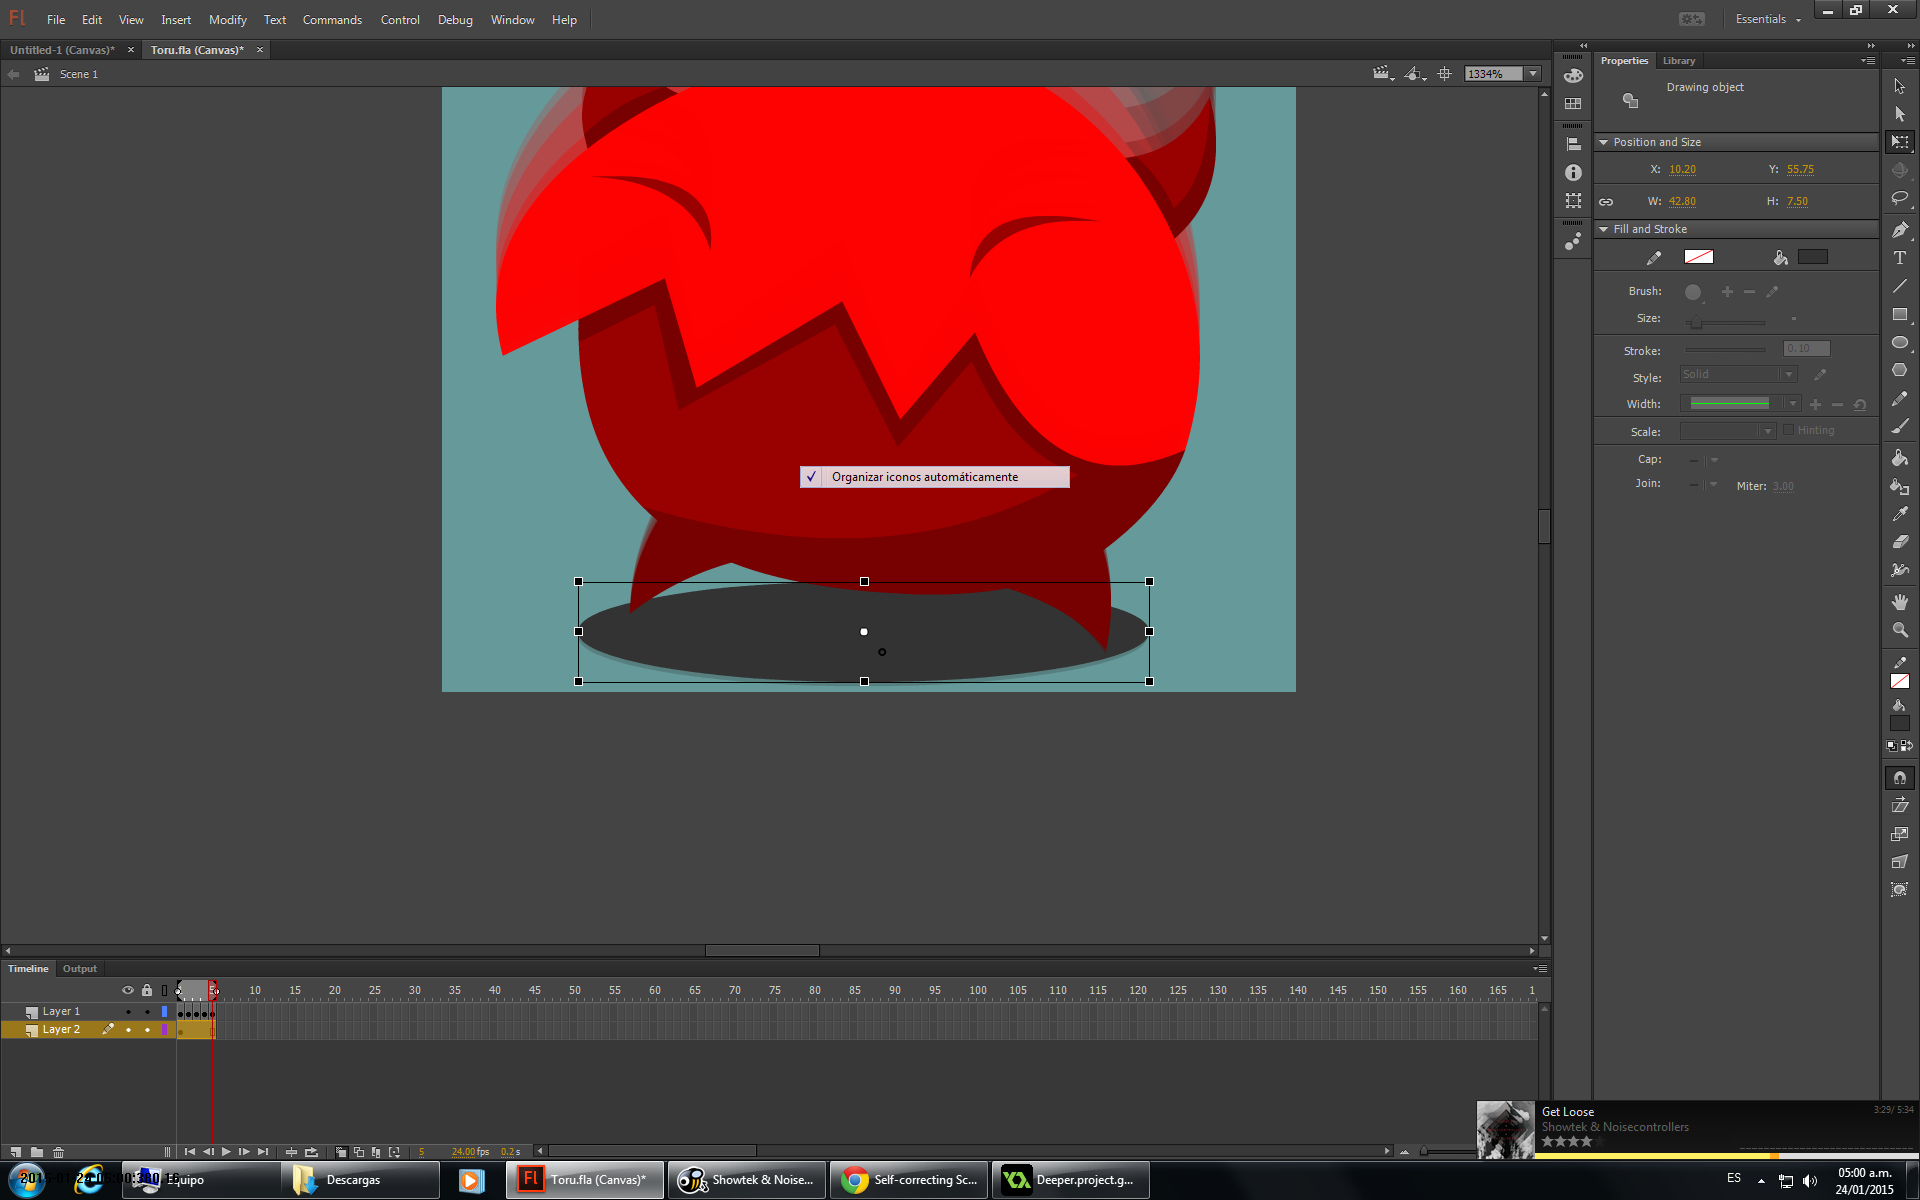 Fl File Edit View Insert Modify Text Commands Control Debug Window Help
Essentials
Untitled-1 (Canvas)* × Toru.fla (Canvas)* ×
Scene 1
1334%
Properties Library
Drawing object
Position and Size
X: 10.20 Y: 55.75
W: 42.80 H: 7.50
Fill and Stroke
Brush:
Size:
Stroke: 0.10
Style: Solid
Width:
Scale: Hinting
Cap:
Join: Miter: 3.00
T
✓ Organizar iconos automáticamente
Timeline Output
5 10 15 20 25 30 35 40 45 50 55 60 65 70 75 80 85 90 95 100 105 110 115 120 125 130 135 140 145 150 155 160 165 1
Layer 1
Layer 2
5 24.00 fps 0.2 s
Get Loose 3:29/ 5:34
Showtek & Noisecontrollers
Equipo
Descargas
Fl Toru.fla (Canvas)*
Showtek & Noise...
Self-correcting Sc...
Deeper.project.g...
ES
05:00 a.m.
24/01/2015